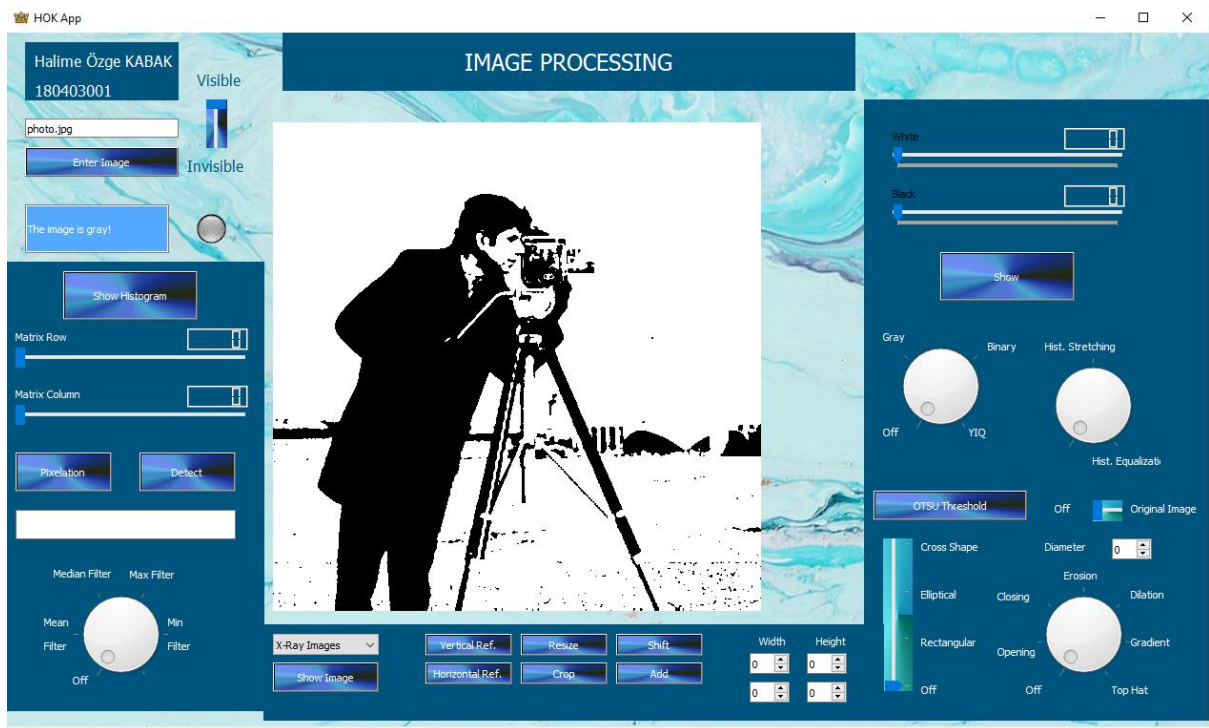 HOK App
Halime Özge KABAK
180403001
Visible
Invisible
photo.jpg
Enter Image
The image is gray!
IMAGE PROCESSING
Show Histogram
Matrix Row
0
Matrix Column
0
Pixelation
Detect
Median Filter
Max Filter
Mean
Filter
Min
Filter
Off
X-Ray Images
Show Image
Vertical Ref.
Resize
Shift
Horizontal Ref.
Crop
Add
Width
Height
0
0
0
0
White
0
Black
0
Show
Gray
Binary
Off
YIQ
Hist. Stretching
Hist. Equalizati
OTSU Threshold
Off
Original Image
Cross Shape
Elliptical
Rectangular
Off
Diameter
0
Erosion
Closing
Dilation
Opening
Gradient
Off
Top Hat